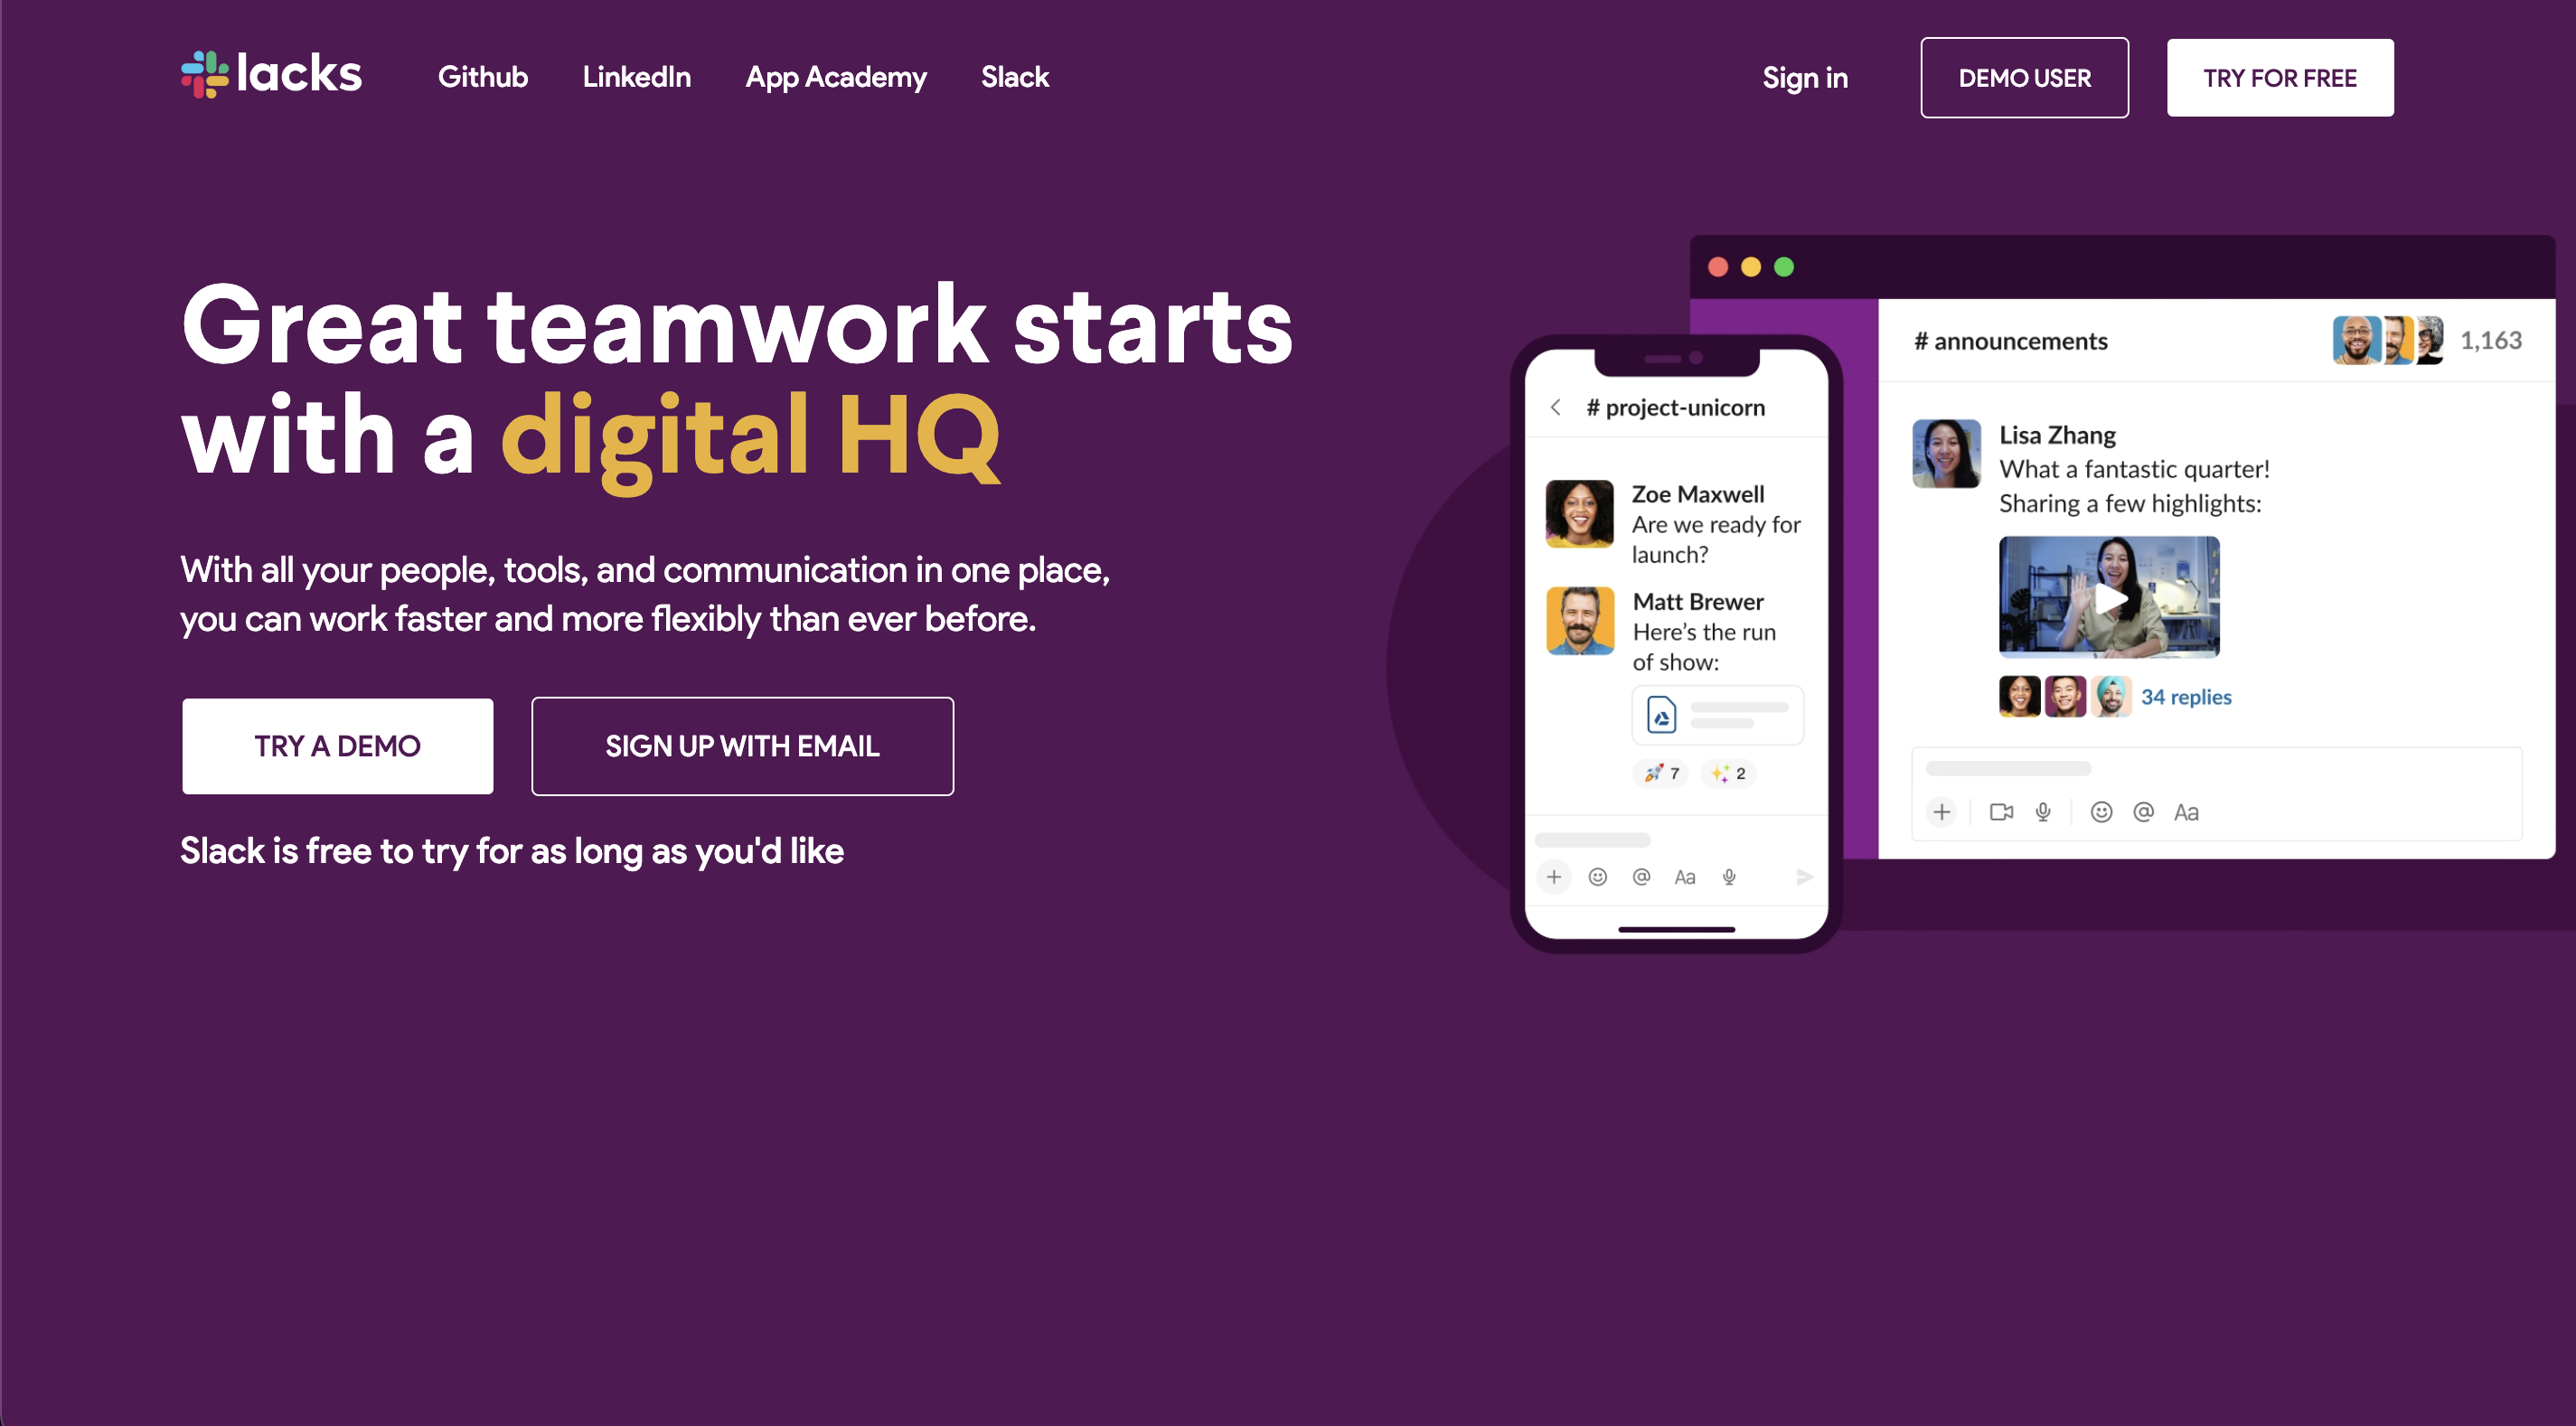 lacks
Github
LinkedIn
App Academy
Slack
Sign in
DEMO USER
TRY FOR FREE
Great teamwork starts
with a digital HQ
With all your people, tools, and communication in one place,
you can work faster and more flexibly than ever before.
TRY A DEMO
SIGN UP WITH EMAIL
Slack is free to try for as long as you'd like
# project-unicorn
Zoe Maxwell
Are we ready for
launch?
Matt Brewer
Here’s the run
of show:
7
2
@
Aa
# announcements
1,163
Lisa Zhang
What a fantastic quarter!
Sharing a few highlights:
34 replies
@
Aa